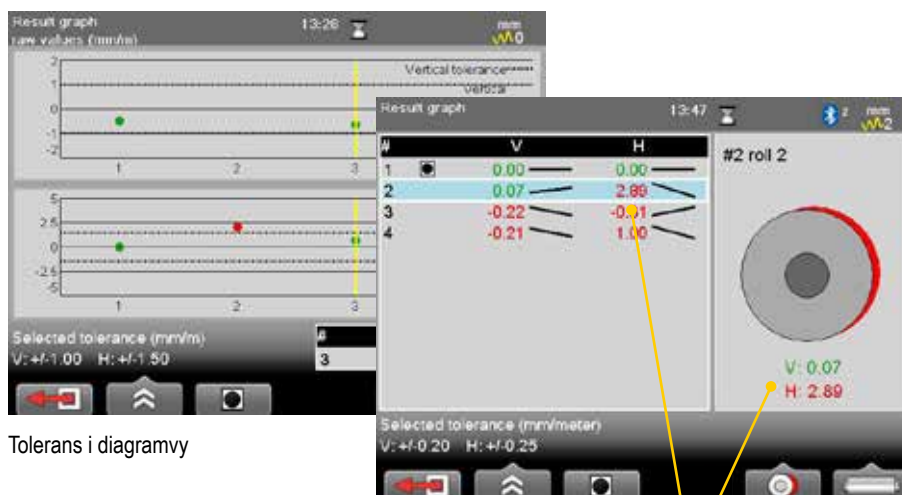 Result graph
raw values (mm/m)
13:26
mm
0
2
1
0
-1
-2
Vertical tolerance
vertical
1 2 3
5
2.5
0
-2.5
-5
1 2 3
Selected tolerance (mm/m)
V: +/-1.00 H: +/-1.50
#
3
Tolerans i diagramvy
Result graph
13:47
z
mm
2
# V H
1 0.00 0.00
2 0.07 2.89
3 -0.22
4 -0.21 1.00
#2 roll 2
V: 0.07
H: 2.89
Selected tolerance (mm/meter)
V: +/-0.20 H: +/-0.25